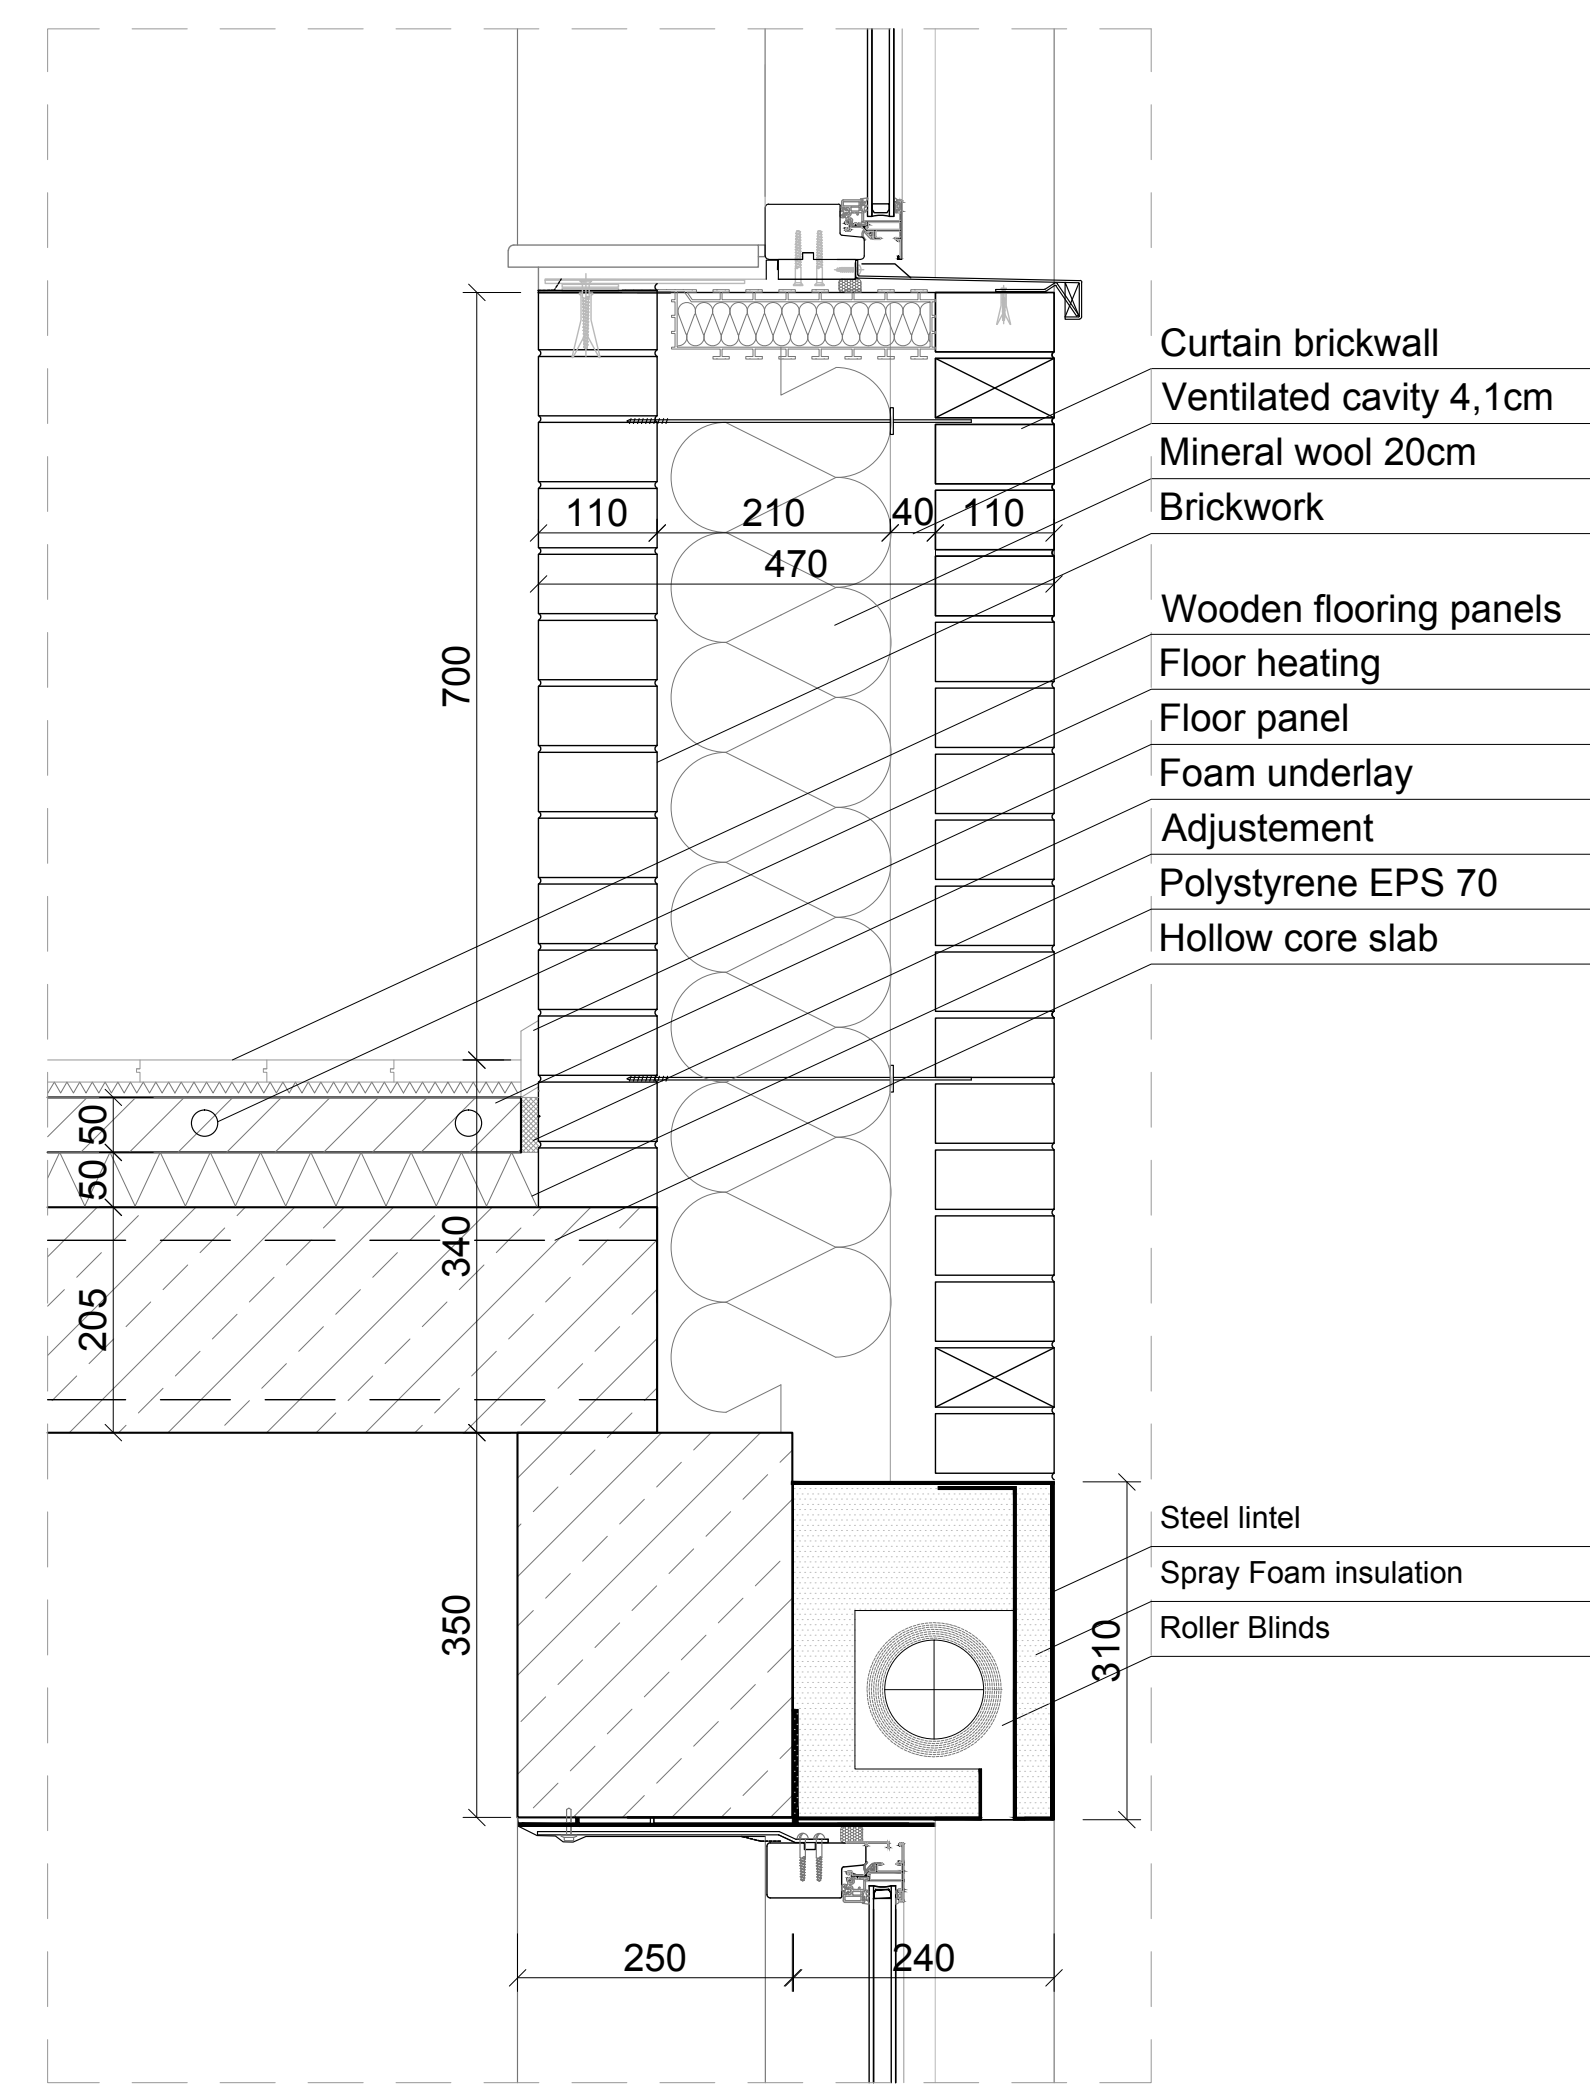 Curtain brickwall
Ventilated cavity 4,1cm
Mineral wool 20cm
Brickwork
110 210 40 110
470
Wooden flooring panels
Floor heating
700
Floor panel
Foam underlay
Adjustement
Polystyrene EPS 70
Hollow core slab
50
50
340
205
Steel lintel
Spray Foam insulation
350
Roller Blinds
310
250 240